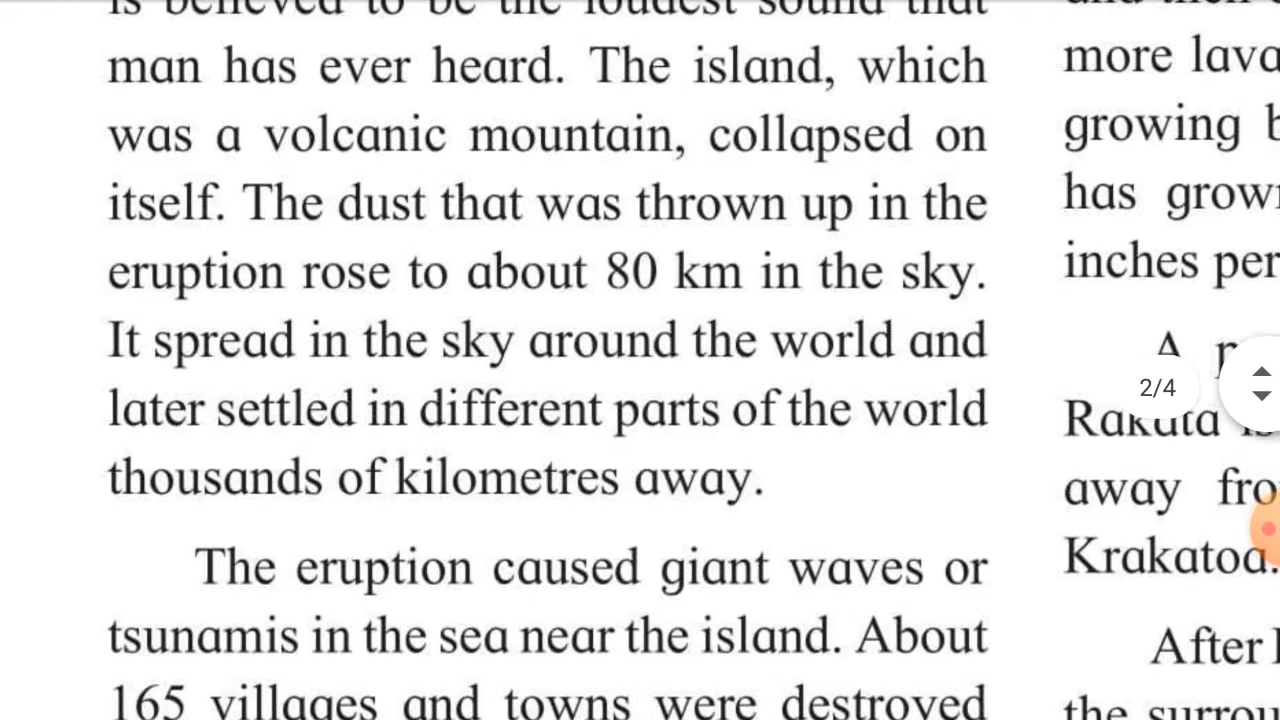 is believed to be the loudest sound that
man has ever heard. The island, which
was a volcanic mountain, collapsed on
itself. The dust that was thrown up in the
eruption rose to about 80 km in the sky.
It spread in the sky around the world and
later settled in different parts of the world
thousands of kilometres away.
The eruption caused giant waves or
tsunamis in the sea near the island. About
165 villages and towns were destroyed
and then
more lava
growing
has
inches per
A
Rakata
away
Krakatoa.
After
the
2/4